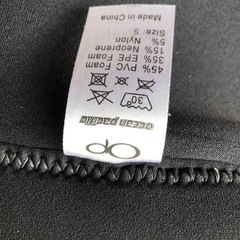 op
ocean pacific
30°
45% PVC Foam
35% EPE Foam
15% Neoprene
5% Nylon
Size: S
Made in China